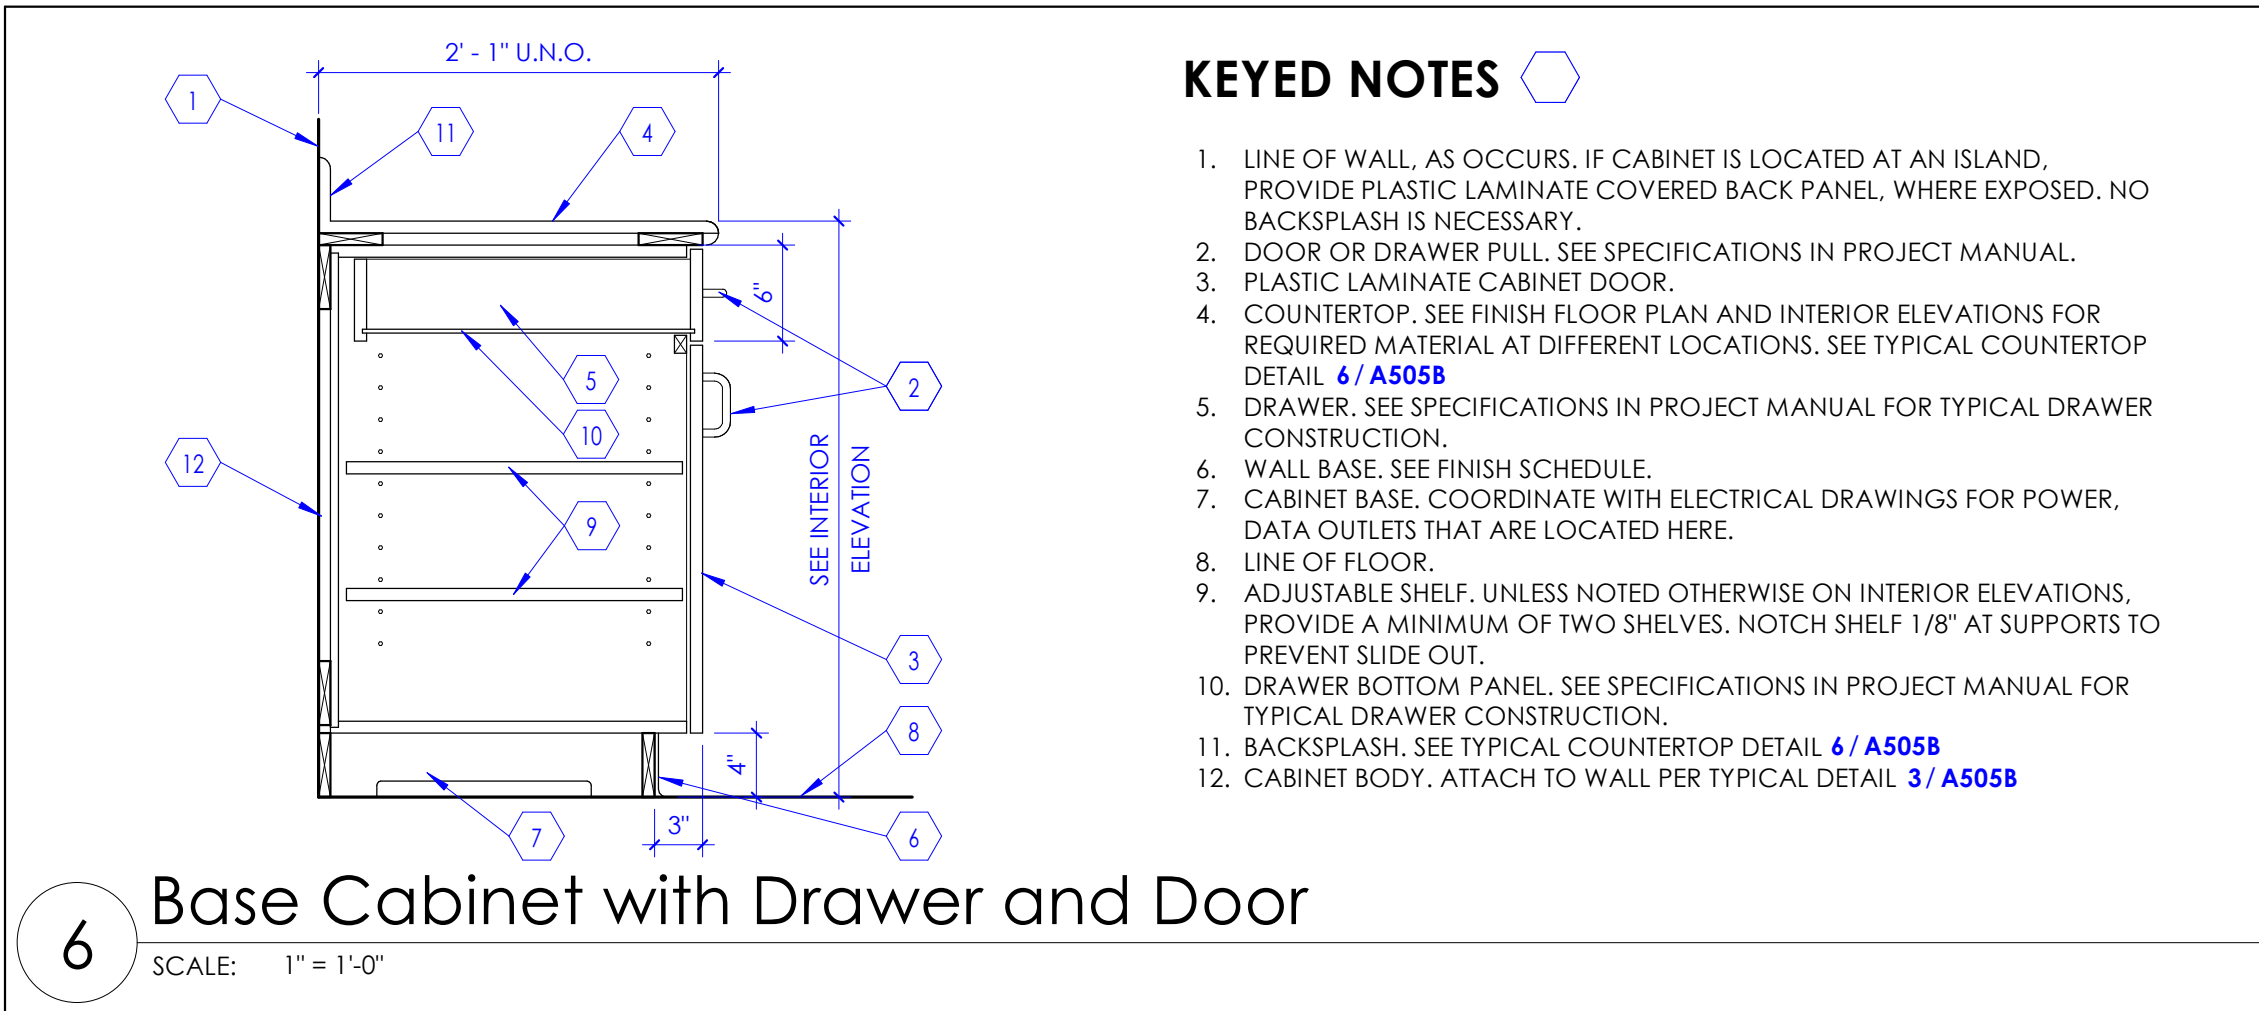 2' - 1" U.N.O.
1
11
4
6"
5
10
2
12
9
SEE INTERIOR
ELEVATION
3
8
4"
3"
7
6
KEYED NOTES
1. LINE OF WALL, AS OCCURS. IF CABINET IS LOCATED AT AN ISLAND,
PROVIDE PLASTIC LAMINATE COVERED BACK PANEL, WHERE EXPOSED. NO
BACKSPLASH IS NECESSARY.
2. DOOR OR DRAWER PULL. SEE SPECIFICATIONS IN PROJECT MANUAL.
3. PLASTIC LAMINATE CABINET DOOR.
4. COUNTERTOP. SEE FINISH FLOOR PLAN AND INTERIOR ELEVATIONS FOR
REQUIRED MATERIAL AT DIFFERENT LOCATIONS. SEE TYPICAL COUNTERTOP
DETAIL 6 / A505B
5. DRAWER. SEE SPECIFICATIONS IN PROJECT MANUAL FOR TYPICAL DRAWER
CONSTRUCTION.
6. WALL BASE. SEE FINISH SCHEDULE.
7. CABINET BASE. COORDINATE WITH ELECTRICAL DRAWINGS FOR POWER,
DATA OUTLETS THAT ARE LOCATED HERE.
8. LINE OF FLOOR.
9. ADJUSTABLE SHELF. UNLESS NOTED OTHERWISE ON INTERIOR ELEVATIONS,
PROVIDE A MINIMUM OF TWO SHELVES. NOTCH SHELF 1/8" AT SUPPORTS TO
PREVENT SLIDE OUT.
10. DRAWER BOTTOM PANEL. SEE SPECIFICATIONS IN PROJECT MANUAL FOR
TYPICAL DRAWER CONSTRUCTION.
11. BACKSPLASH. SEE TYPICAL COUNTERTOP DETAIL 6 / A505B
12. CABINET BODY. ATTACH TO WALL PER TYPICAL DETAIL 3 / A505B
6
Base Cabinet with Drawer and Door
SCALE: 1" = 1'-0"